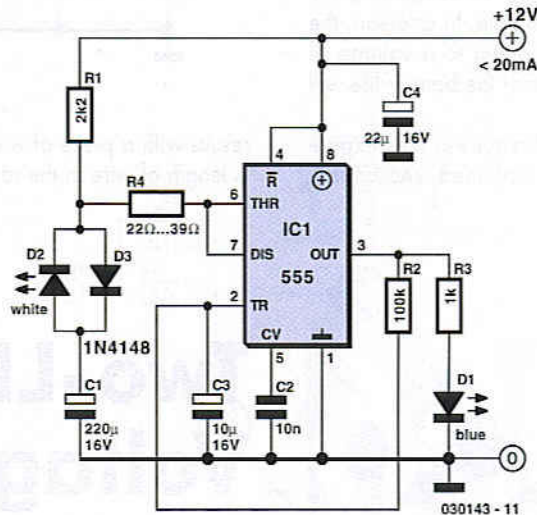 +12V
< 20mA
R1
2k2
C4
22µ
16V
4
8
R
R4
22Ω...39Ω
6
THR
IC1
7
DIS
OUT
3
555
2
TR
CV
5
1
R2
100k
R3
1k
D2
D3
white
1N4148
C1
220µ
16V
C3
10µ
16V
C2
10n
D1
blue
0
030143 - 11